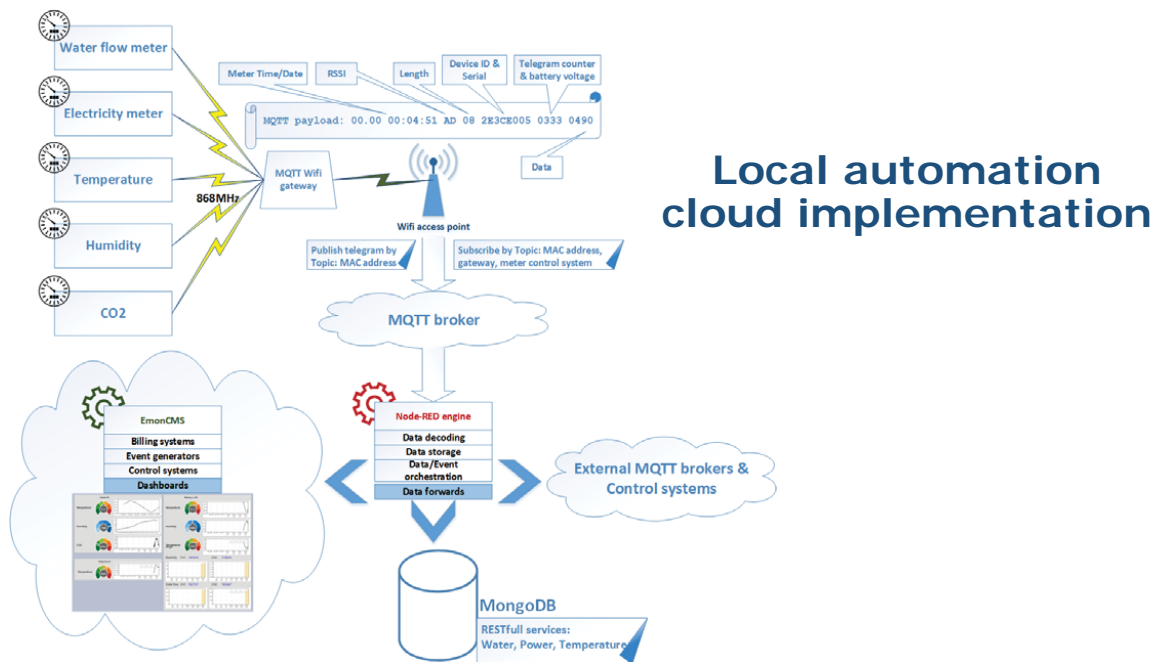 Local automation
cloud implementation
Water flow meter
Electricity meter
Temperature
Humidity
CO2
868MHz
MQTT Wifi
gateway
Meter Time/Date
RSSI
Length
Device ID &
Serial
Telegram counter
& battery voltage
MQTT payload: 00.00 00:04:51 AD 08 2E3CE005 0333 0490
Data
Wifi access point
Publish telegram by
Topic: MAC address
Subscribe by Topic: MAC address,
gateway, meter control system
MQTT broker
EmonCMS
Billing systems
Event generators
Control systems
Dashboards
Node-RED engine
Data decoding
Data storage
Data/Event
orchestration
Data forwards
External MQTT brokers &
Control systems
MongoDB
RESTfull services:
Water, Power, Temperature